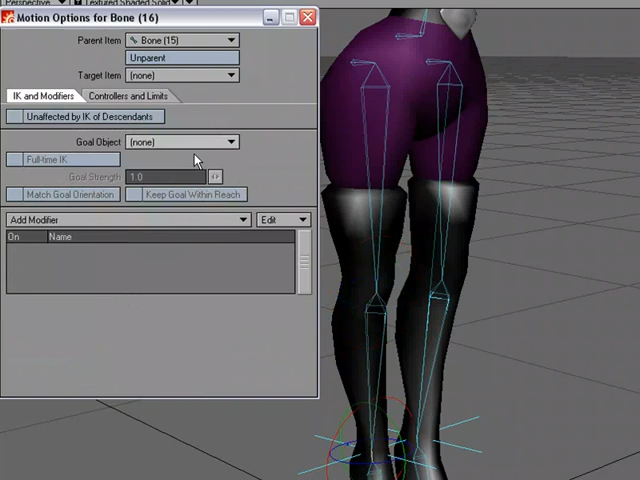 Perspective
Textured Shaded Solid
Motion Options for Bone (16)
Parent Item
Bone (15)
Unparent
Target Item
(none)
IK and Modifiers
Controllers and Limits
Unaffected by IK of Descendants
Goal Object
(none)
Full-time IK
Goal Strength
1.0
Match Goal Orientation
Keep Goal Within Reach
Add Modifier
Edit
On
Name